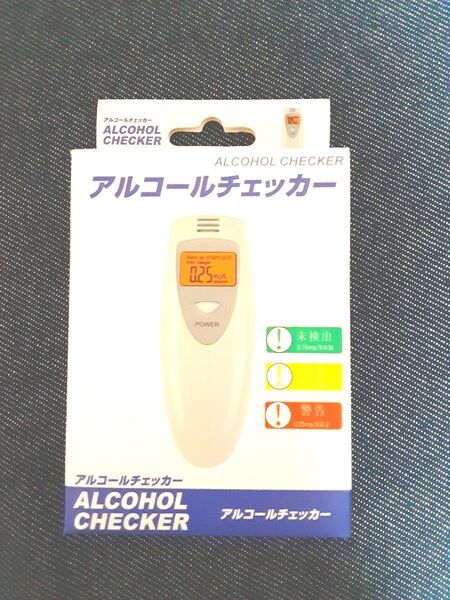 アルコールチェッカー
ALCOHOL
CHECKER
ALCOHOL CHECKER
アルコールチェッカー
0.25
POWER
未検出
警告
アルコールチェッカー
ALCOHOL
CHECKER
アルコールチェッカー